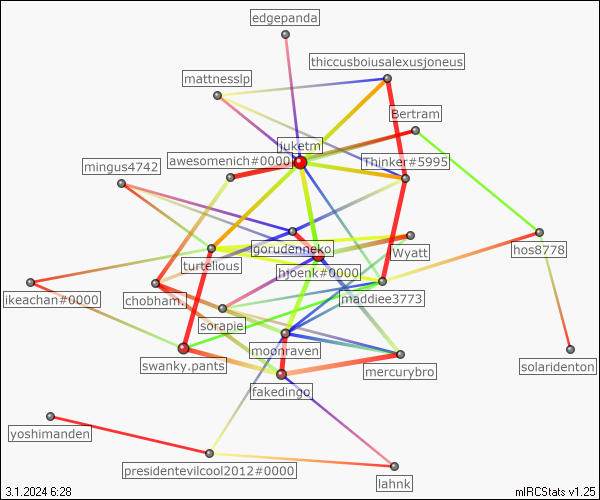 edgepanda
thiccusboiusalexusjoneus
mattnesslp
Bertram
juketm
awesomenich#0000
Thinker#5995
mingus4742
gorudenneko
Wyatt
hos8778
turtelious
hjoenk#0000
ikeachan#0000
chobham.
maddiee3773
sorapie
moonraven
swanky.pants
mercurybro
solaridenton
fakedingo
yoshimanden
presidentevilcool2012#0000
lahnk
3.1.2024 6:28
mIRCStats v1.25